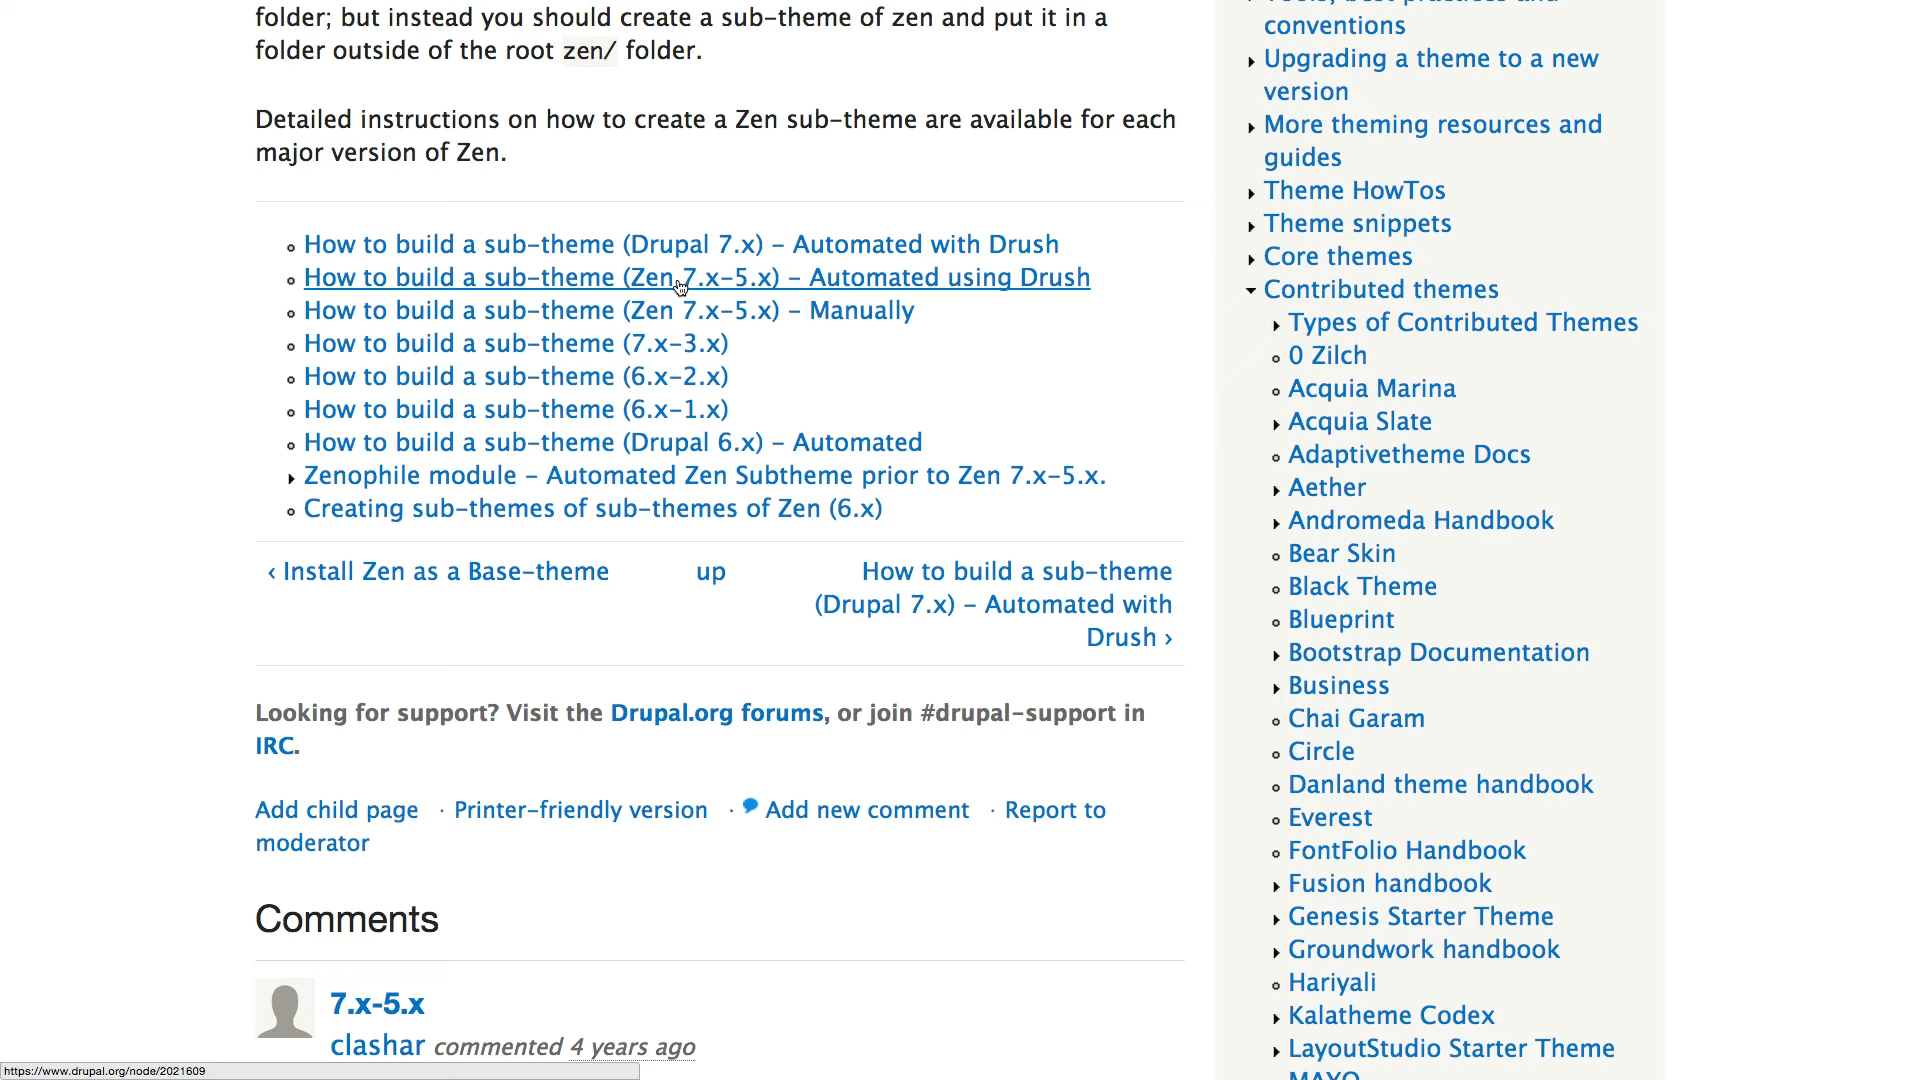 folder; but instead you should create a sub-theme of zen and put it in a
folder outside of the root zen/ folder.
Detailed instructions on how to create a Zen sub-theme are available for each
major version of Zen.
How to build a sub-theme (Drupal 7.x) – Automated with Drush
How to build a sub-theme (Zen 7.x-5.x) – Automated using Drush
How to build a sub-theme (Zen 7.x-5.x) – Manually
How to build a sub-theme (7.x-3.x)
How to build a sub-theme (6.x-2.x)
How to build a sub-theme (6.x-1.x)
How to build a sub-theme (Drupal 6.x) – Automated
Zenophile module – Automated Zen Subtheme prior to Zen 7.x-5.x.
Creating sub-themes of sub-themes of Zen (6.x)
‹ Install Zen as a Base-theme
up
How to build a sub-theme
(Drupal 7.x) – Automated with
Drush ›
Looking for support? Visit the Drupal.org forums, or join #drupal-support in
IRC.
Add child page · Printer-friendly version · Add new comment · Report to
moderator
Comments
7.x-5.x
clashar commented 4 years ago
https://www.drupal.org/node/2021609
Tools, best practices and
conventions
Upgrading a theme to a new
version
More theming resources and
guides
Theme HowTos
Theme snippets
Core themes
Contributed themes
Types of Contributed Themes
0 Zilch
Acquia Marina
Acquia Slate
Adaptivetheme Docs
Aether
Andromeda Handbook
Bear Skin
Black Theme
Blueprint
Bootstrap Documentation
Business
Chai Garam
Circle
Danland theme handbook
Everest
FontFolio Handbook
Fusion handbook
Genesis Starter Theme
Groundwork handbook
Hariyali
Kalatheme Codex
LayoutStudio Starter Theme
MAYO